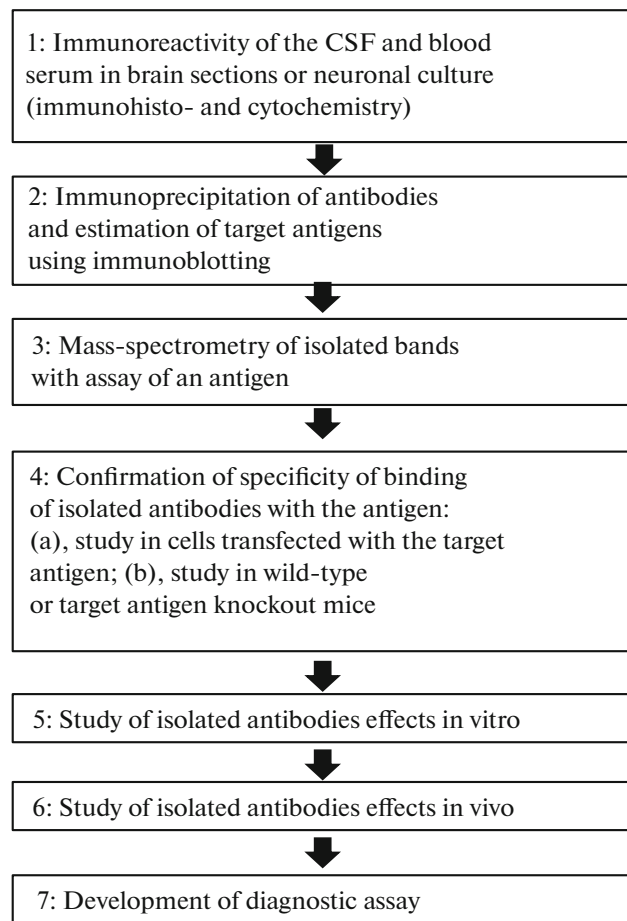 1: Immunoreactivity of the CSF and blood
serum in brain sections or neuronal culture
(immunohisto- and cytochemistry)
2: Immunoprecipitation of antibodies
and estimation of target antigens
using immunoblotting
3: Mass-spectrometry of isolated bands
with assay of an antigen
4: Confirmation of specificity of binding
of isolated antibodies with the antigen:
(a), study in cells transfected with the target
antigen; (b), study in wild-type
or target antigen knockout mice
5: Study of isolated antibodies effects in vitro
6: Study of isolated antibodies effects in vivo
7: Development of diagnostic assay